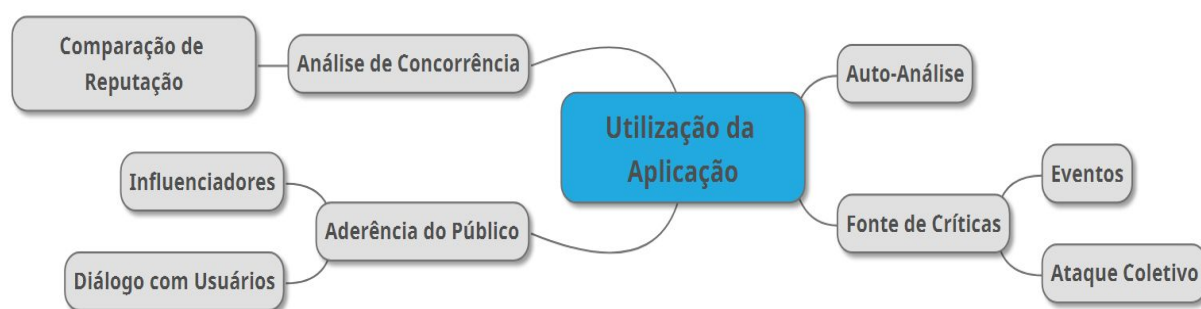 Comparação de
Reputação
Análise de Concorrência
Utilização da
Aplicação
Auto-Análise
Influenciadores
Aderência do Público
Diálogo com Usuários
Fonte de Críticas
Eventos
Ataque Coletivo